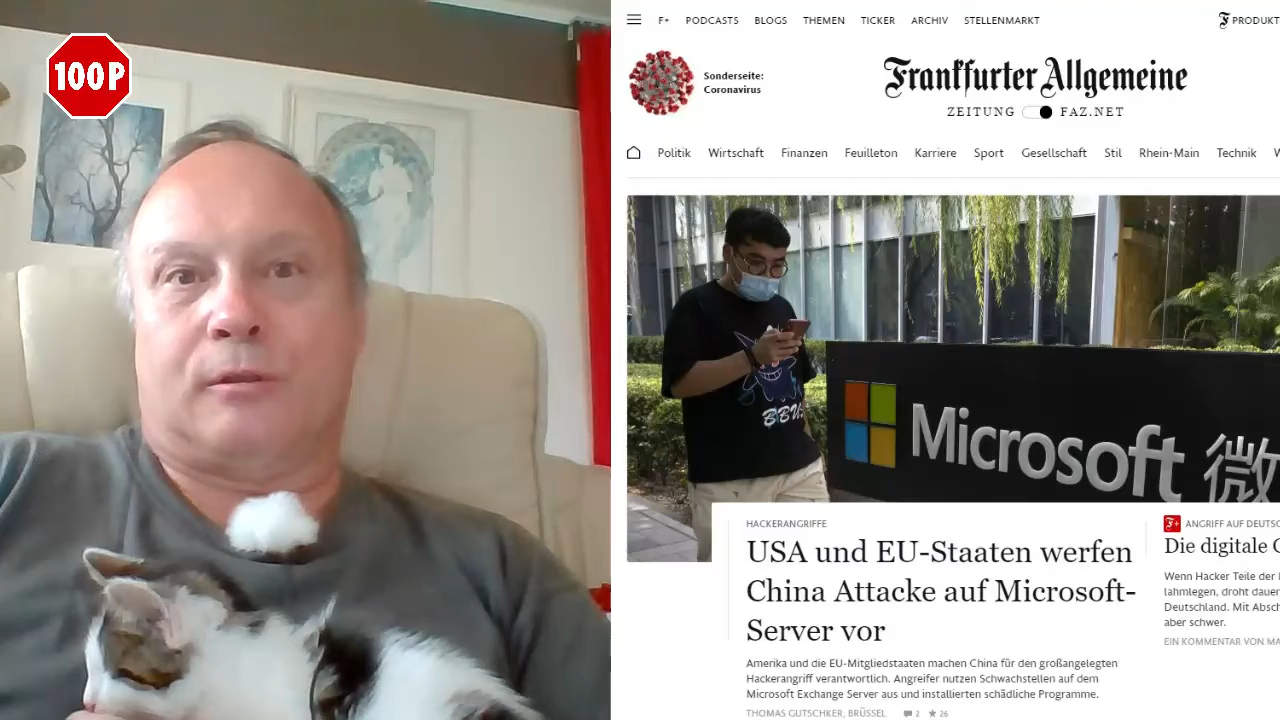 100P
F+ PODCASTS BLOGS THEMEN TICKER ARCHIV STELLENMARKT
Sonderseite:
Coronavirus
Frankfurter Allgemeine
ZEITUNG FAZ.NET
Politik Wirtschaft Finanzen Feuilleton Karriere Sport Gesellschaft Stil Rhein-Main Technik
BBU
Microsoft 微
HACKERANGRIFFE
USA und EU-Staaten werfen
China Attacke auf Microsoft-
Server vor
Amerika und die EU-Mitgliedstaaten machen China für den großangelegten
Hackerangriff verantwortlich. Angreifer nutzen Schwachstellen auf dem
Microsoft Exchange Server aus und installierten schädliche Programme.
THOMAS GUTSCHKER, BRÜSSEL 2 26
F+ ANGRIFF AUF DEUTSC
Die digitale
Wenn Hacker Teile der
lahmlegen, droht dauer
Deutschland. Mit Absch
aber schwer.
EIN KOMMENTAR VON MA